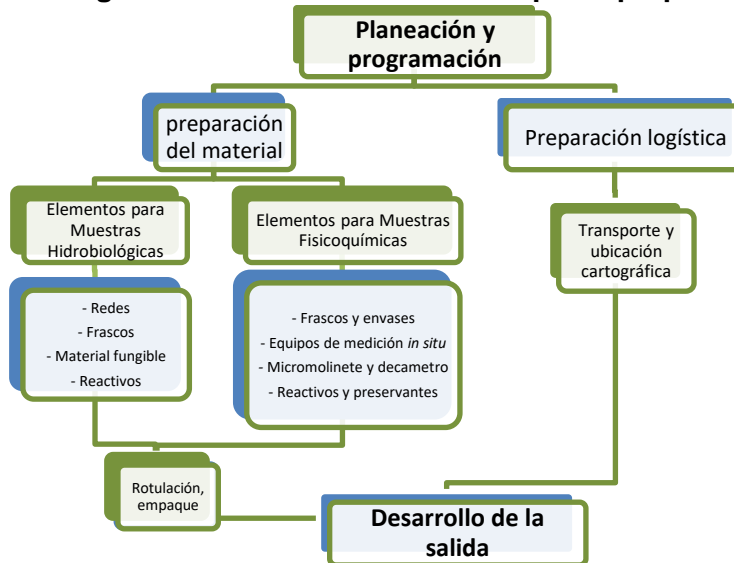 Planeación y
programación
preparación
del material
Preparación logística
Elementos para
Muestras
Hidrobiológicas
Elementos para Muestras
Fisicoquímicas
Transporte y
ubicación
cartográfica
- Redes
- Frascos
- Material fungible
- Reactivos
- Frascos y envases
- Equipos de medición in situ
- Micromolinete y decametro
- Reactivos y preservantes
Rotulación,
empaque
Desarrollo de la
salida